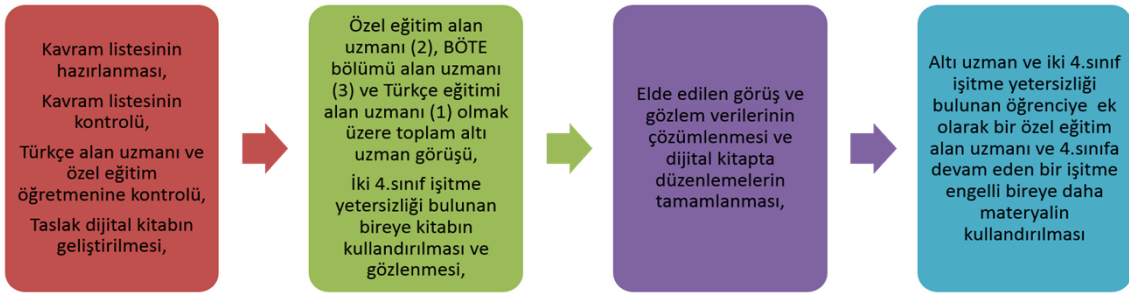 Kavram listesinin
hazırlanması,
Kavram listesinin
kontrolü,
Türkçe alan uzmanı ve
özel eğitim
öğretmenine kontrolü,
Taslak dijital kitabın
geliştirilmesi,
Özel eğitim alan
uzmanı (2), BÖTE
bölümü alan uzmanı
(3) ve Türkçe eğitimi
alan uzmanı (1) olmak
üzere toplam altı
uzman görüşü,
İki 4.sınıf işitme
yetersizliği bulunan
bireye kitabın
kullandırılması ve
gözlenmesi,
Elde edilen görüş ve
gözlem verilerinin
çözümlenmesi ve
dijital kitapta
düzenlemelerin
tamamlanması,
Altı uzman ve iki 4.sınıf
işitme yetersizliği
bulunan öğrenciye ek
olarak bir özel eğitim
alan uzmanı ve 4.sınıfa
devam eden bir işitme
engelli bireye daha
materyalin
kullandırılması